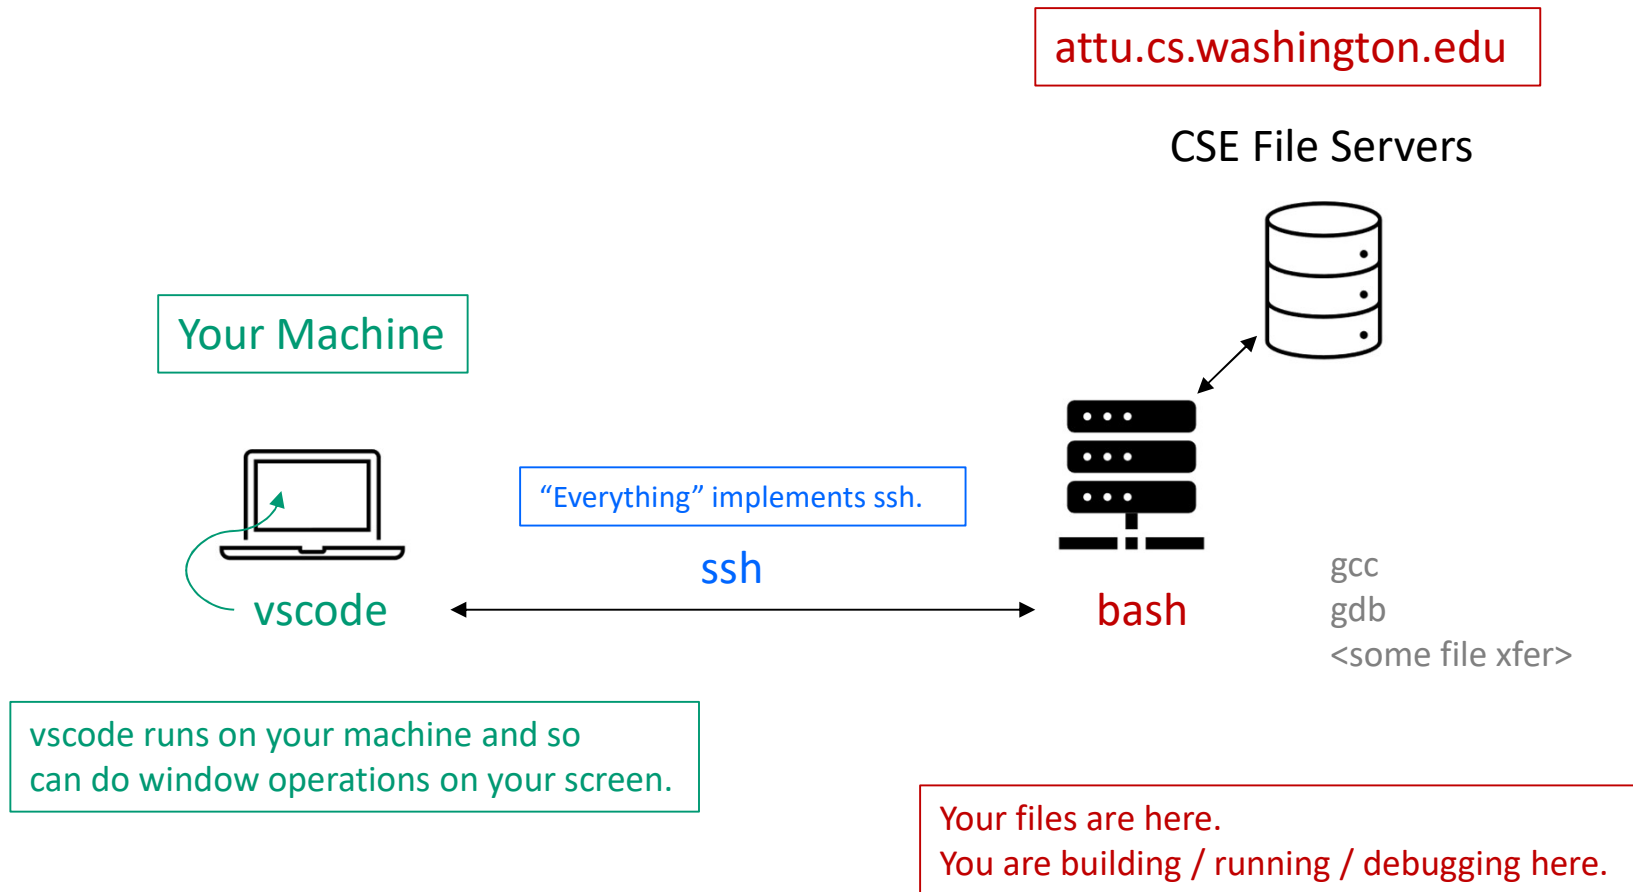 attu.cs.washington.edu
CSE File Servers
Your Machine
“Everything” implements ssh.
ssh
vscode
bash
gcc
gdb
<some file xfer>
vscode runs on your machine and so
can do window operations on your screen.
Your files are here.
You are building / running / debugging here.